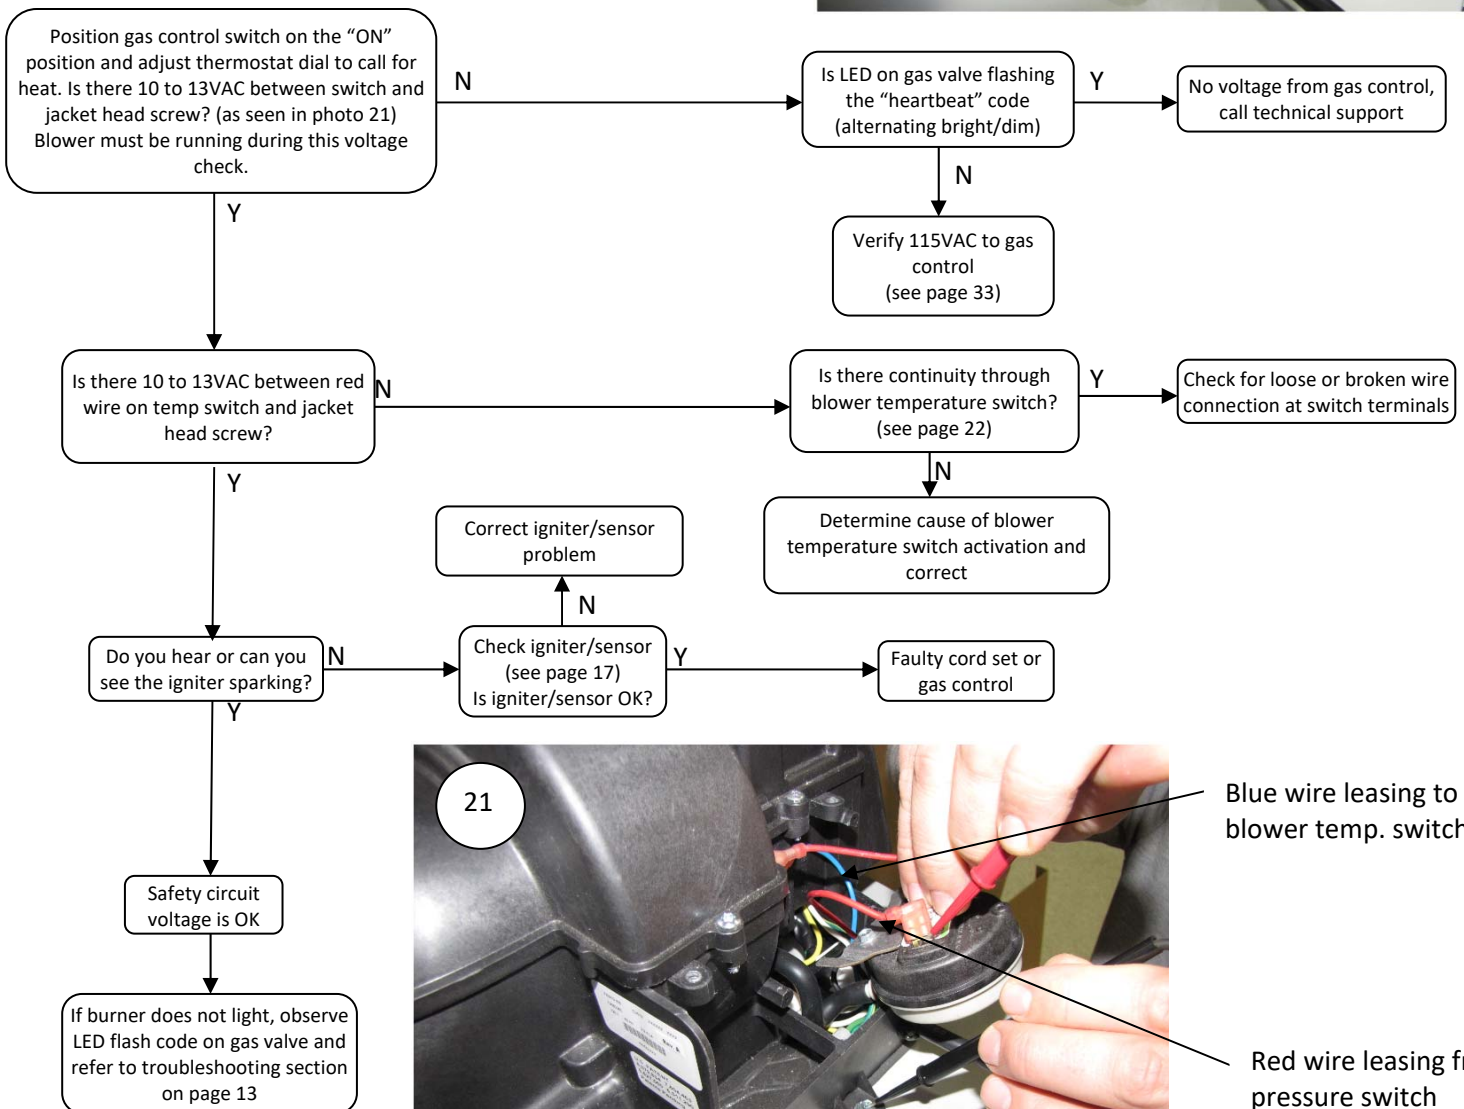 Position gas control switch on the “ON”
position and adjust thermostat dial to call for
heat. Is there 10 to 13VAC between switch and
jacket head screw? (as seen in photo 21)
Blower must be running during this voltage
check.
N
Is LED on gas valve flashing
the “heartbeat” code
(alternating bright/dim)
Y
No voltage from gas control,
call technical support
N
Verify 115VAC to gas
control
(see page 33)
Y
Is there 10 to 13VAC between red
wire on temp switch and jacket
head screw?
N
Is there continuity through
blower temperature switch?
(see page 22)
Y
Check for loose or broken wire
connection at switch terminals
N
Determine cause of blower
temperature switch activation and
correct
Y
Correct igniter/sensor
problem
N
Do you hear or can you
see the igniter sparking?
N
Check igniter/sensor
(see page 17)
Is igniter/sensor OK?
Y
Faulty cord set or
gas control
Y
Safety circuit
voltage is OK
If burner does not light, observe
LED flash code on gas valve and
refer to troubleshooting section
on page 13
21
Blue wire leasing to
blower temp. switch
Red wire leasing
pressure switch